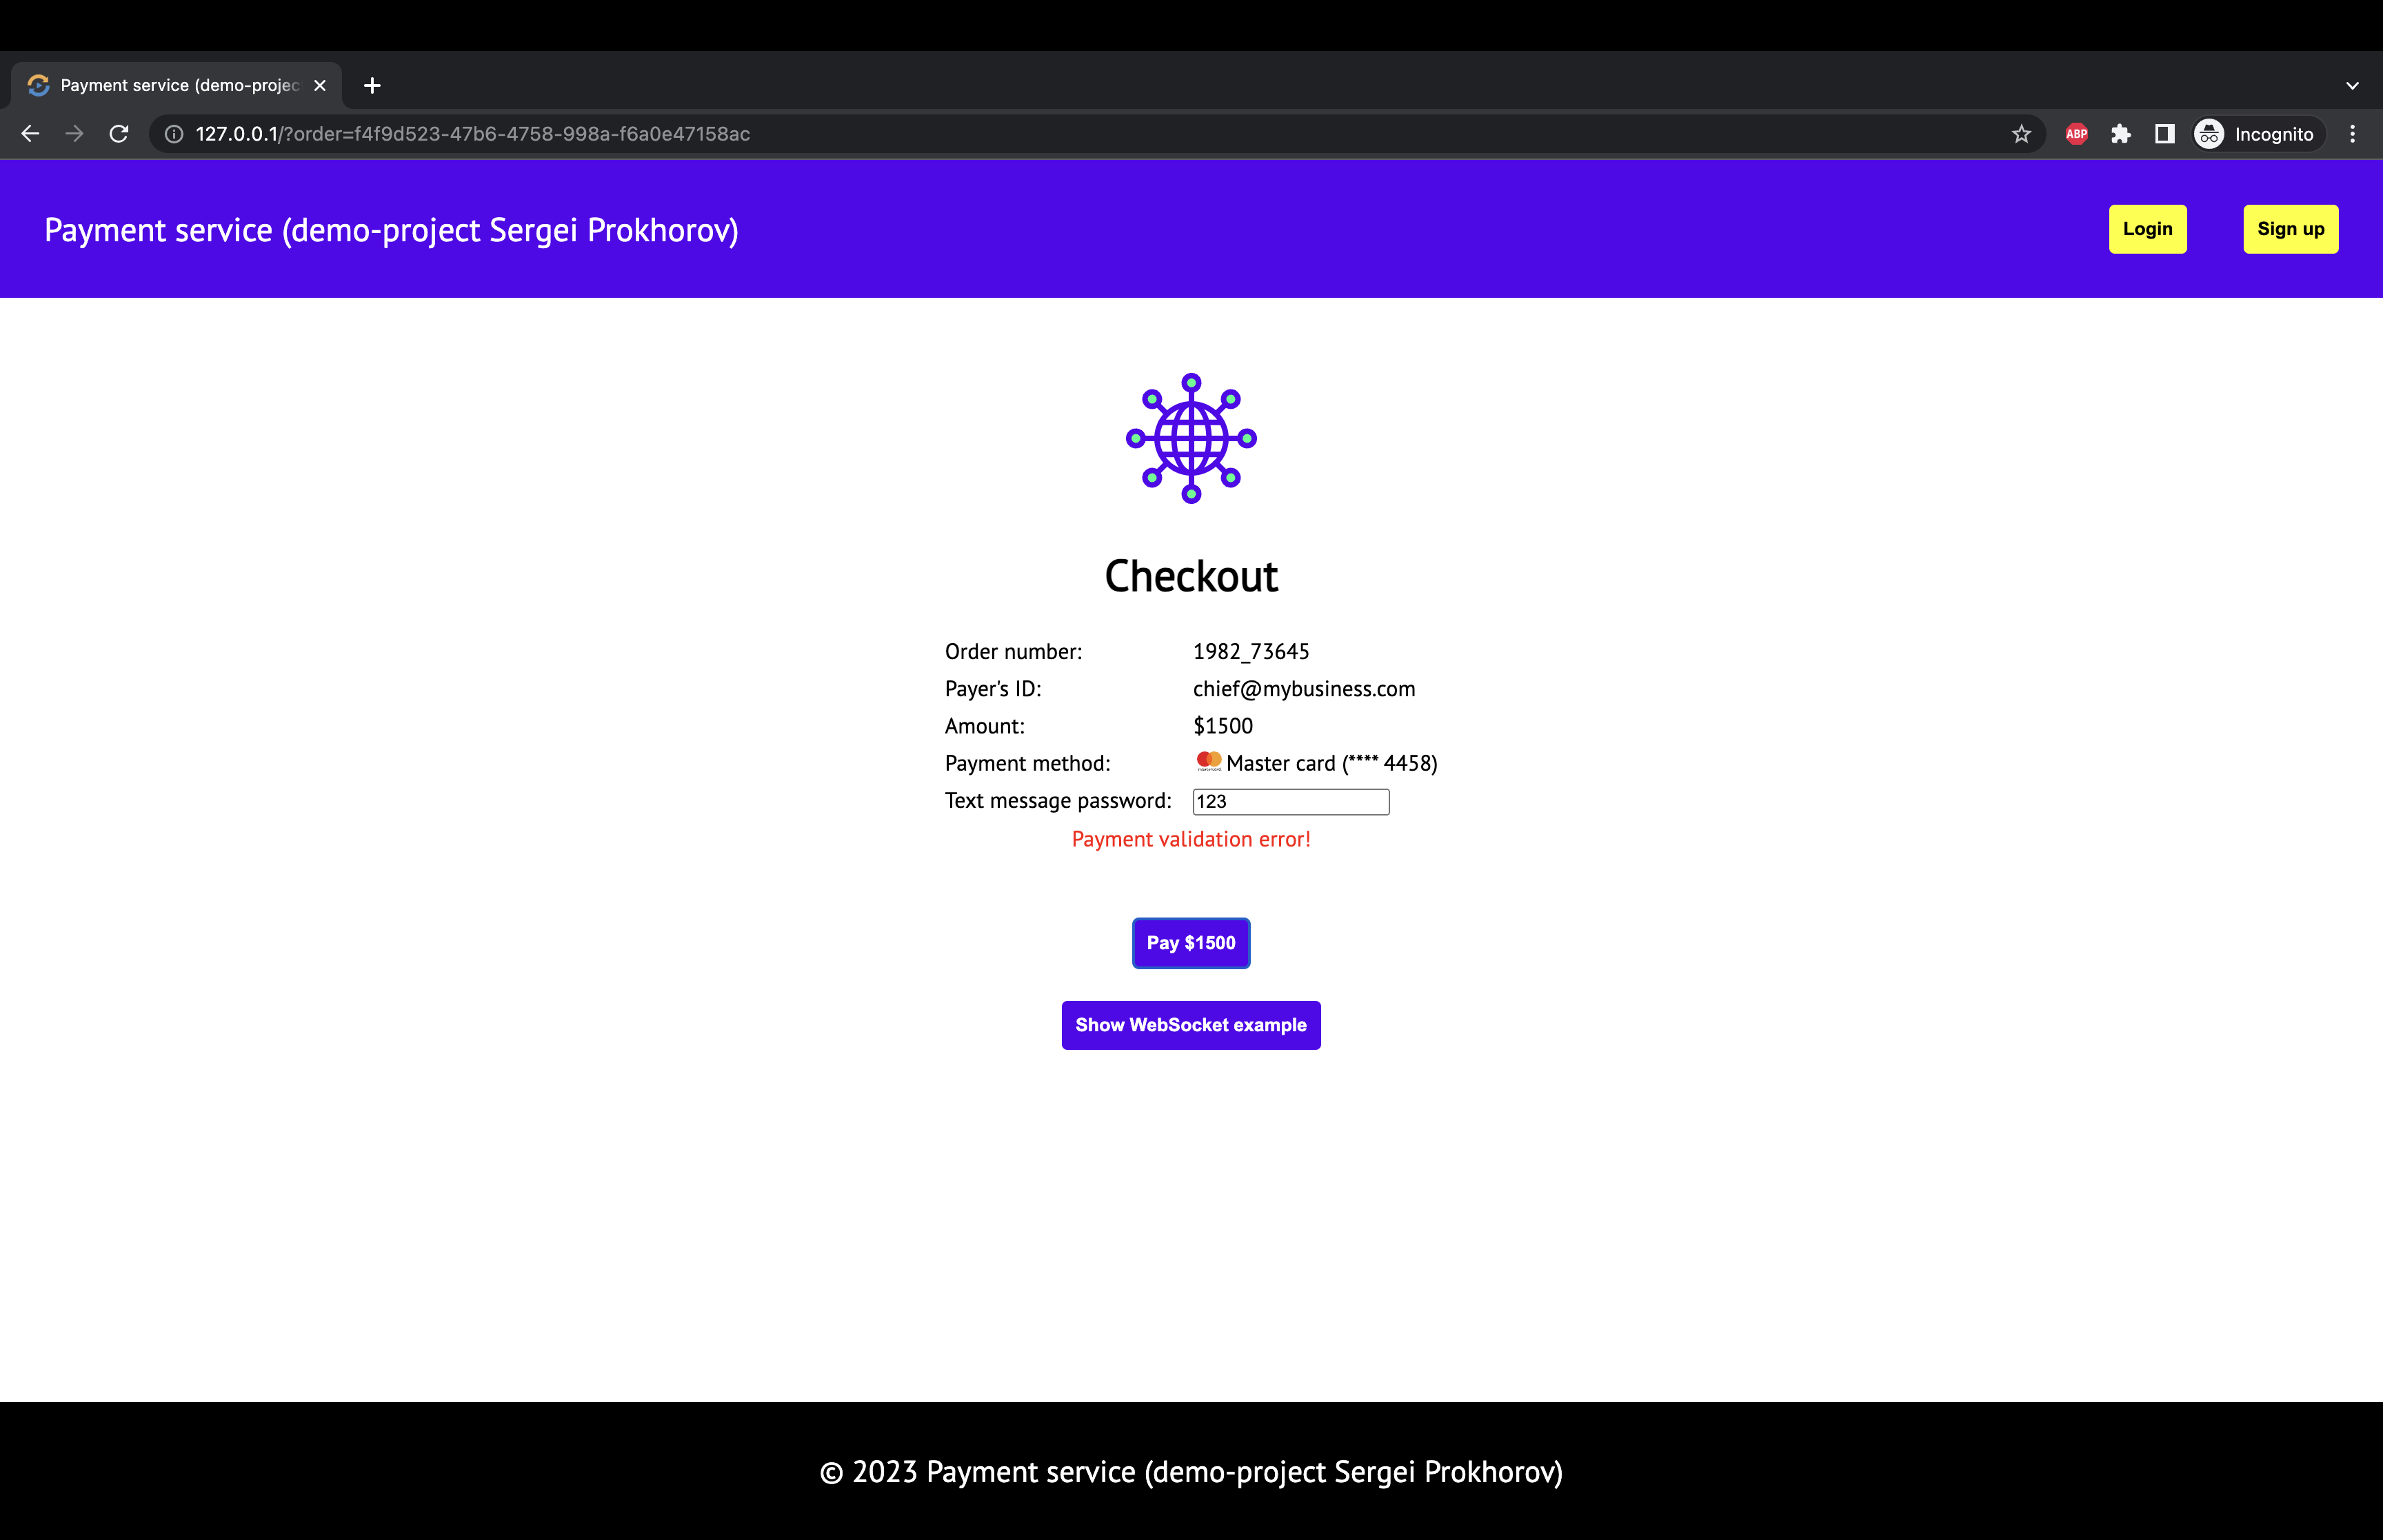 Payment service (demo-projec
127.0.0.1/?order=f4f9d523-47b6-4758-998a-f6a0e47158ac
ABP
Incognito
Payment service (demo-project Sergei Prokhorov)
Login
Sign up
Checkout
Order number: 1982_73645
Payer's ID: chief@mybusiness.com
Amount: $1500
Payment method: Master card (**** 4458)
Text message password: 123
Payment validation error!
Pay $1500
Show WebSocket example
© 2023 Payment service (demo-project Sergei Prokhorov)